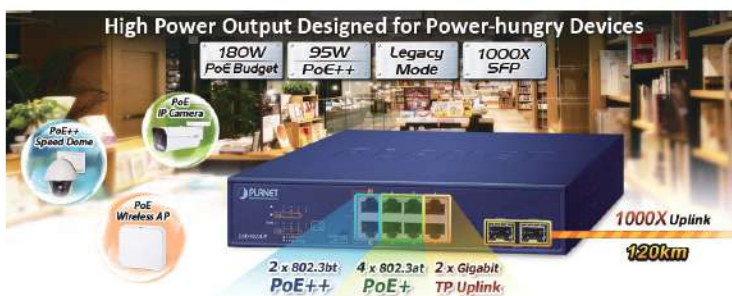 High Power Output Designed for Power-hungry Devices
180W
PoE Budget
95W
PoE++
Legacy
Mode
1000X
SFP
PoE
IP Camera
PoE++
Speed Dome
PoE
Wireless AP
PLANET
1000X Uplink
120km
2 x 802.3bt
PoE++
4 x 802.3at
PoE+
2 x Gigabit
TP Uplink